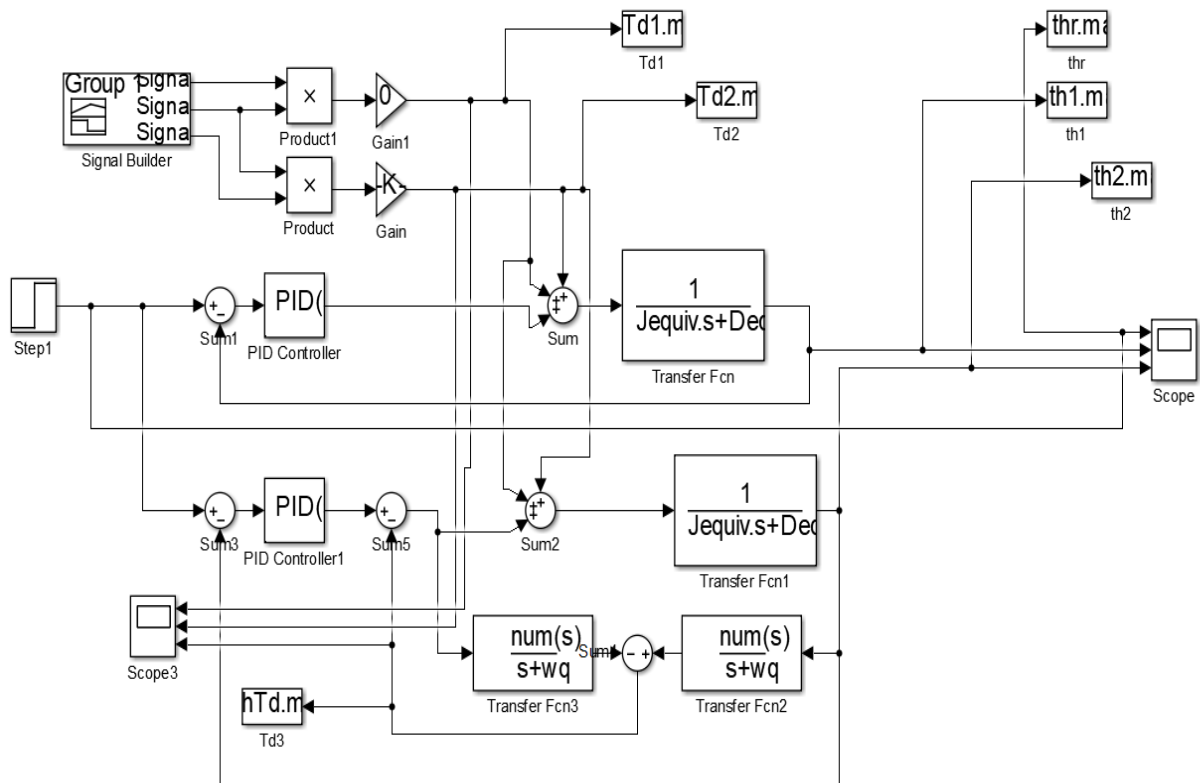 Td1.m
Td1
thr.ma
thr
Group 1
Signa
Signa
Signa
Signal Builder
×
Product1
0
Gain1
Td2.m
Td2
th1.m
th1
×
Product
-K-
Gain
th2.m
th2
Step1
+
-
Sum1
PID(
PID Controller
+
+
+
Sum
1
Jequiv.s+Deq
Transfer Fcn
Scope
+
-
Sum3
PID(
PID Controller1
+
-
Sum5
+
+
+
Sum2
1
Jequiv.s+Deq
Transfer Fcn1
Scope3
num(s)
s+wq
Transfer Fcn3
- +
num(s)
s+wq
Transfer Fcn2
hTd.m
Td3